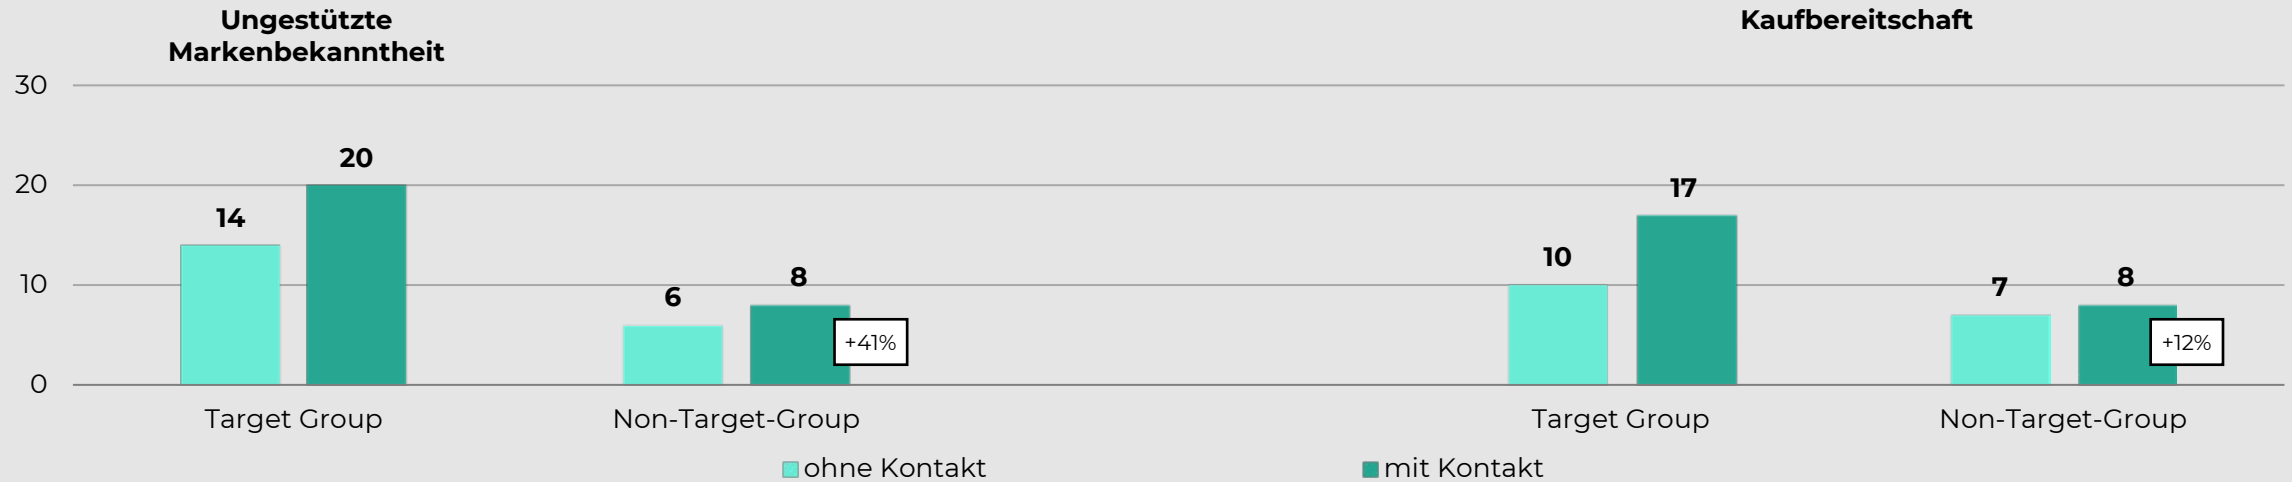 Ungestützte
Markenbekanntheit
Kaufbereitschaft
30
20
10
0
14
20
6
8
+41%
10
17
7
8
+12%
Target Group
Non-Target-Group
Target Group
Non-Target-Group
ohne Kontakt
mit Kontakt